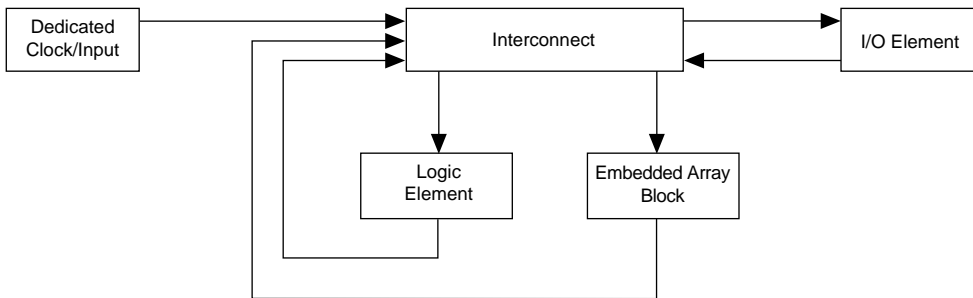 Dedicated
Clock/Input
Interconnect
I/O Element
Logic
Element
Embedded Array
Block